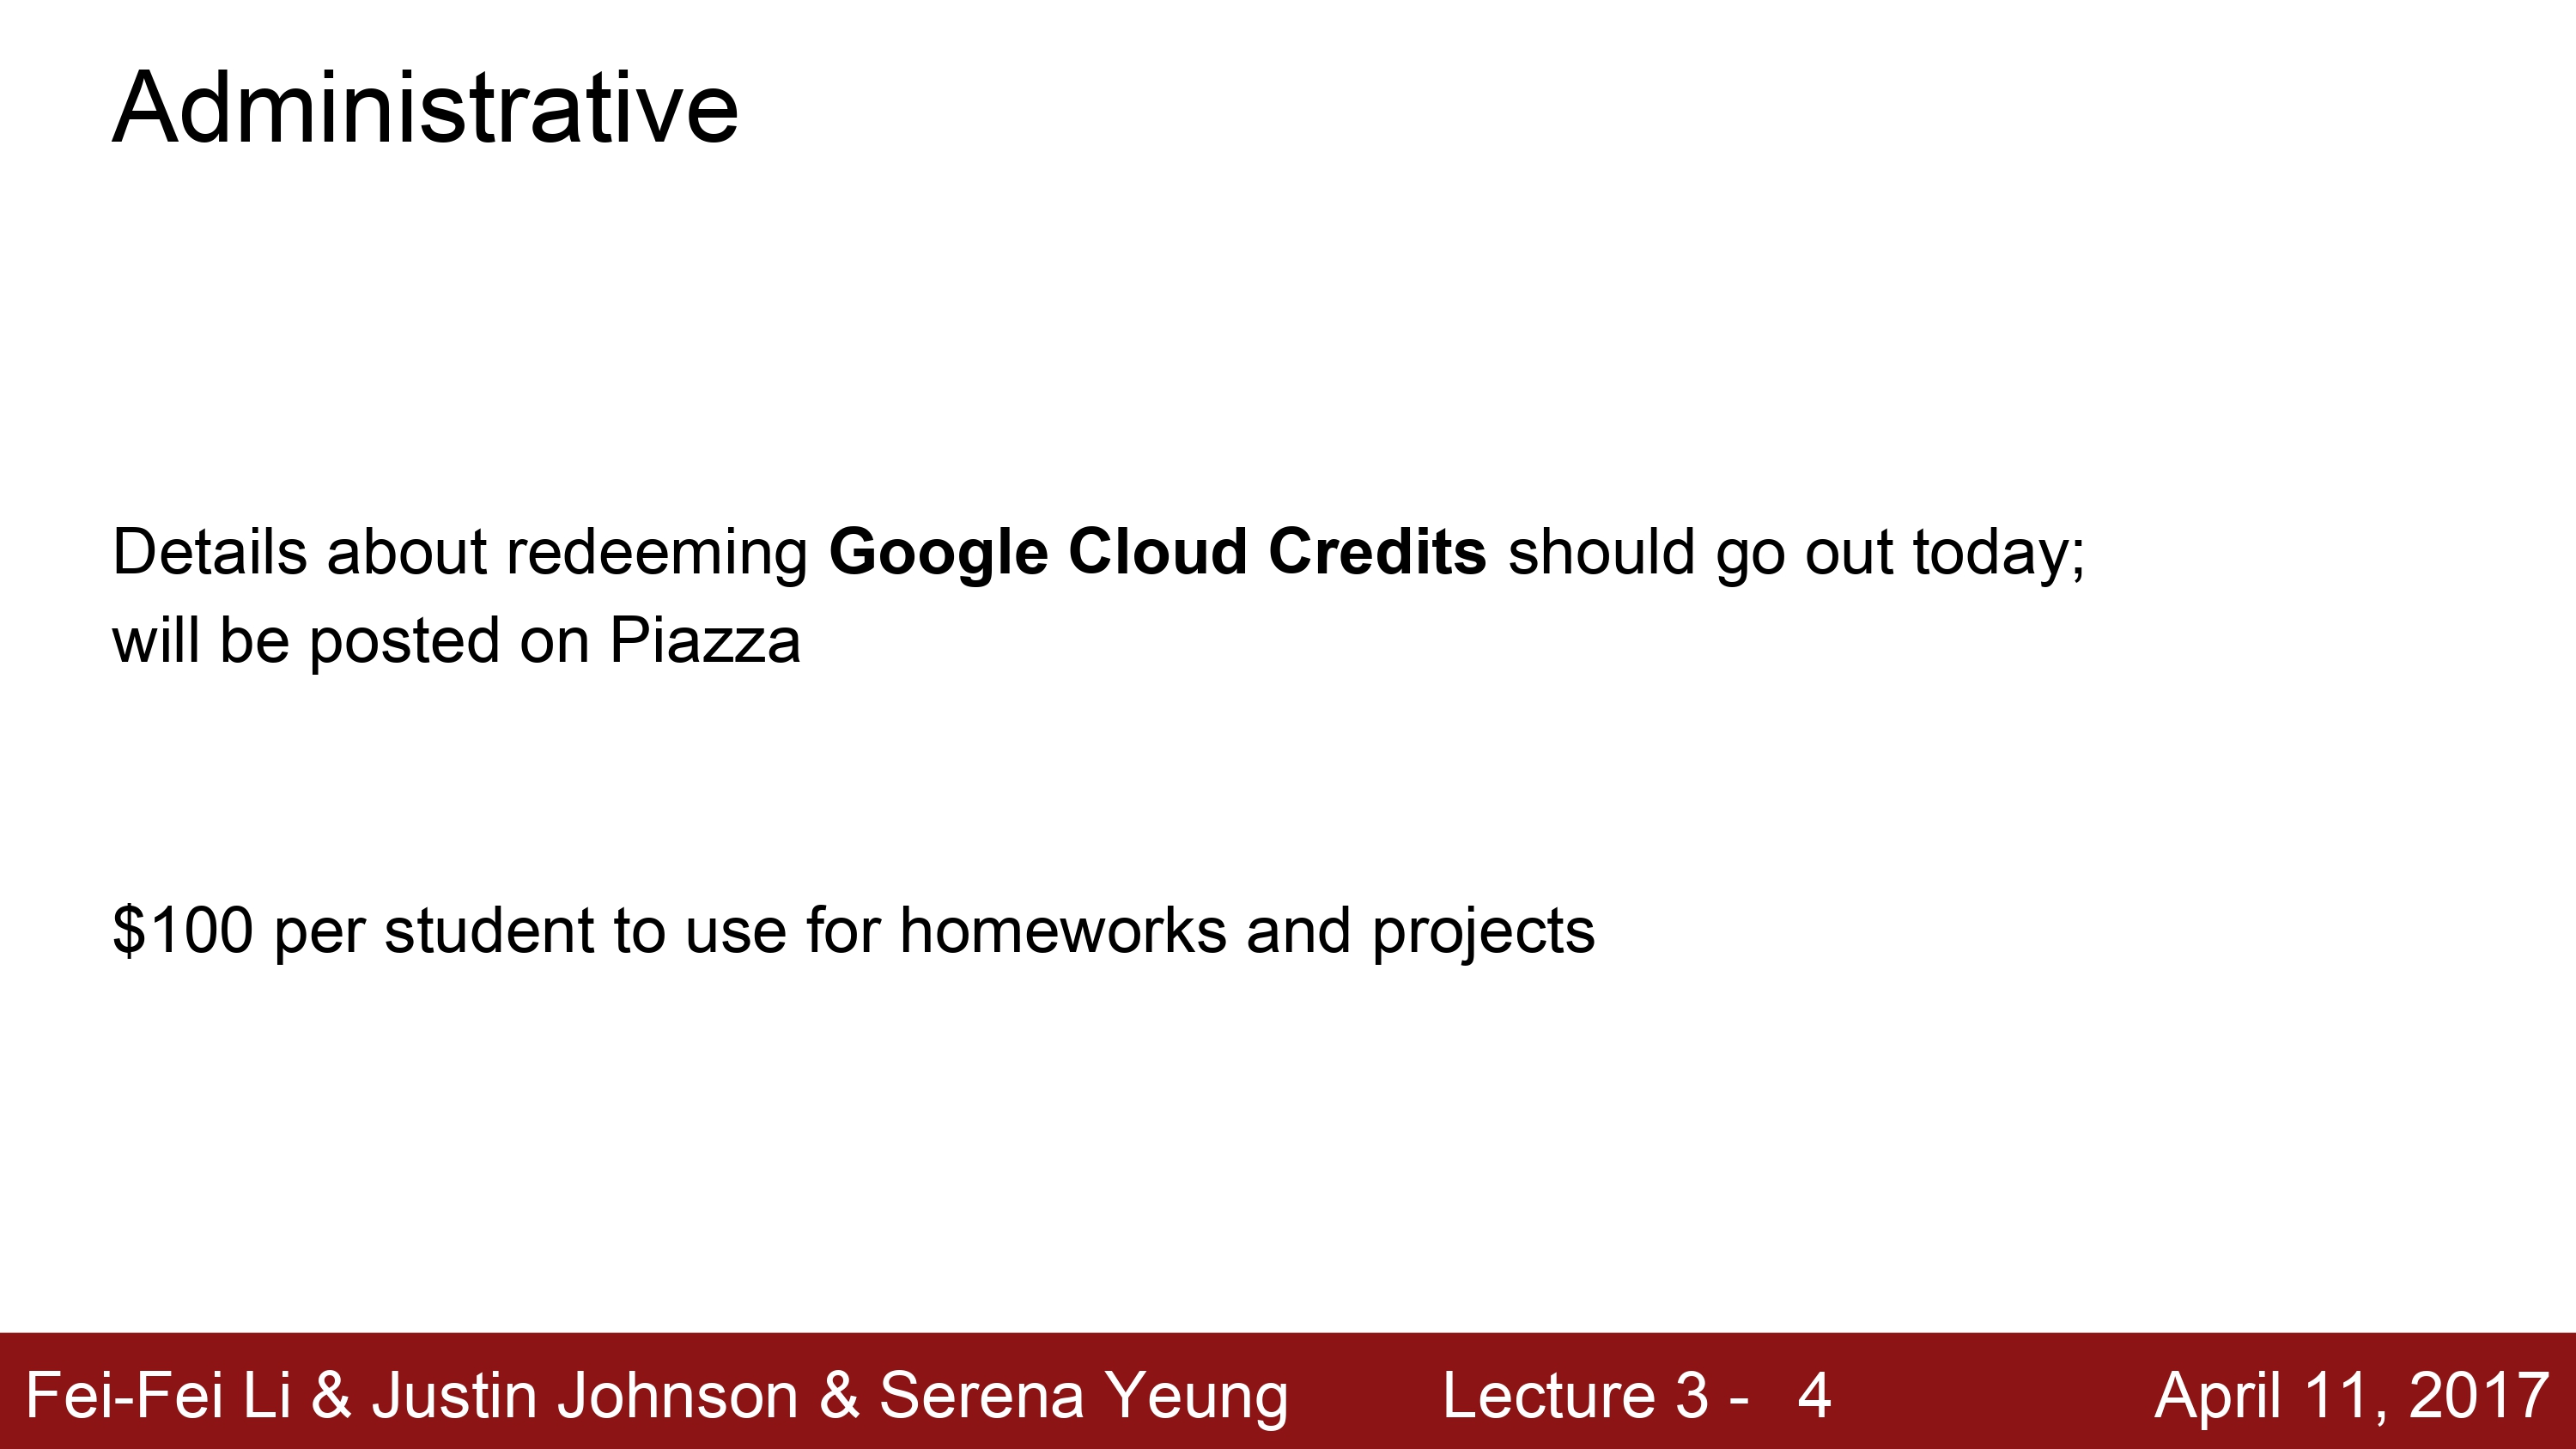 Administrative
Details about redeeming Google Cloud Credits should go out today;
will be posted on Piazza
$100 per student to use for homeworks and projects
Fei-Fei Li & Justin Johnson & Serena Yeung Lecture 3 - 4 April 11, 2017